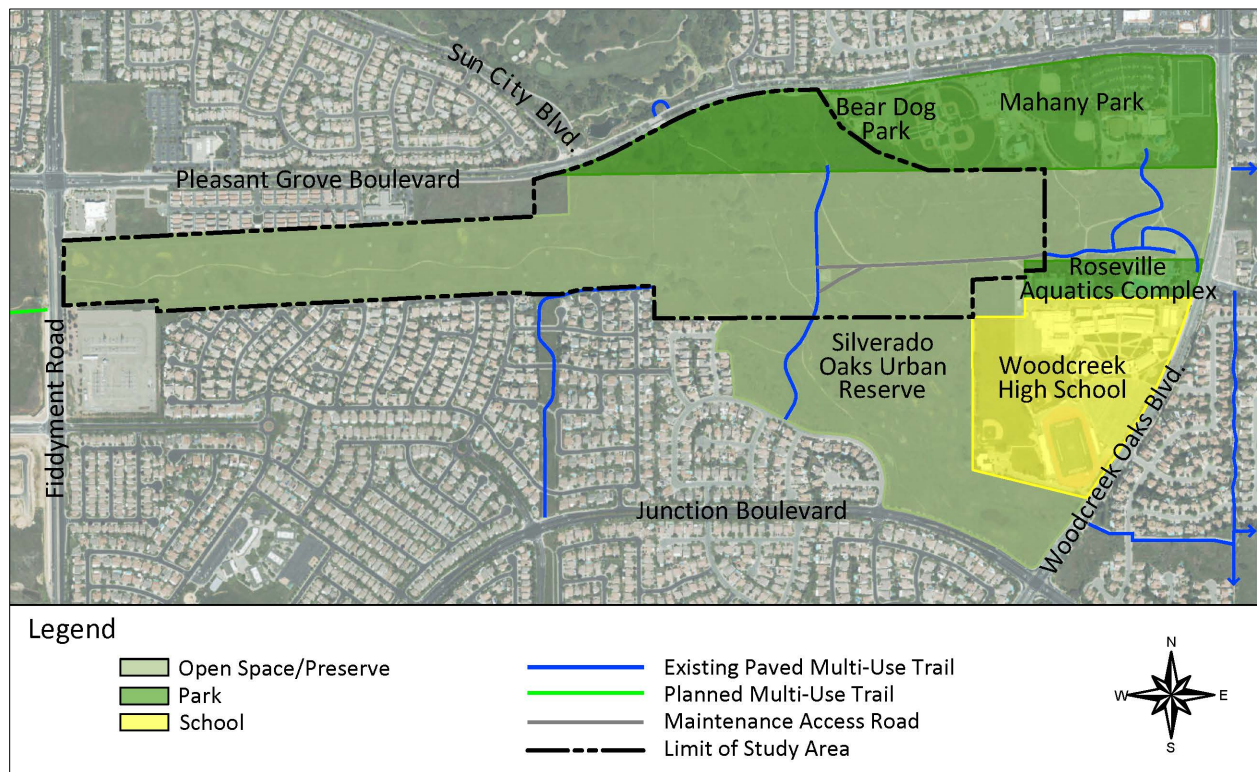 Sun City Blvd.
Bear Dog
Park
Mahany Park
Pleasant Grove Boulevard
Roseville
Aquatics Complex
Fiddyment Road
Silverado
Oaks Urban
Reserve
Woodcreek
High School
Woodcreek Oaks Blvd.
Junction Boulevard
Legend
Open Space/Preserve
Park
School
Existing Paved Multi-Use Trail
Planned Multi-Use Trail
Maintenance Access Road
Limit of Study Area
N
W
E
S